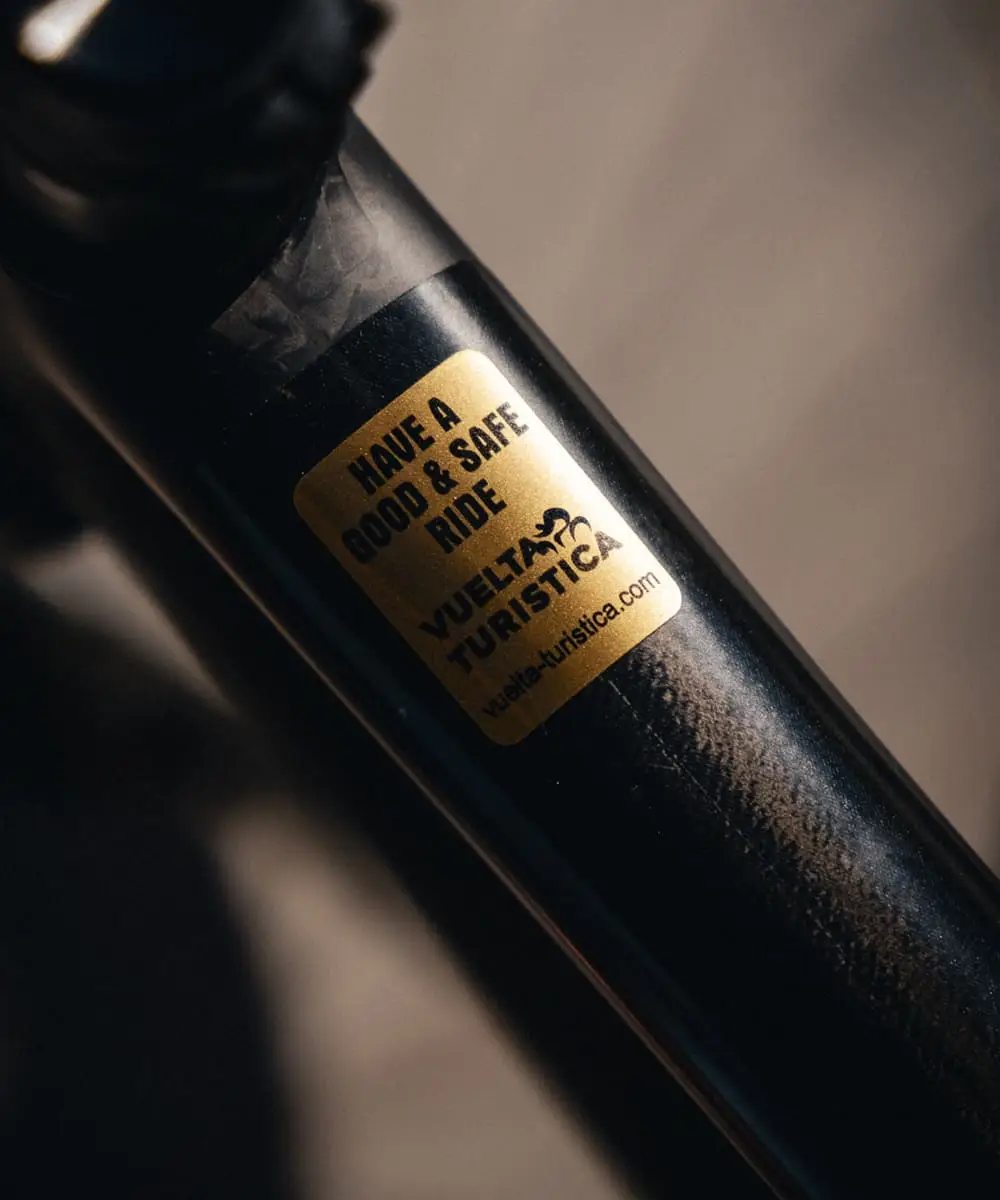 HAVE A
GOOD & SAFE
RIDE
VUELTA
TURISTICA
vuelta-turistica.com